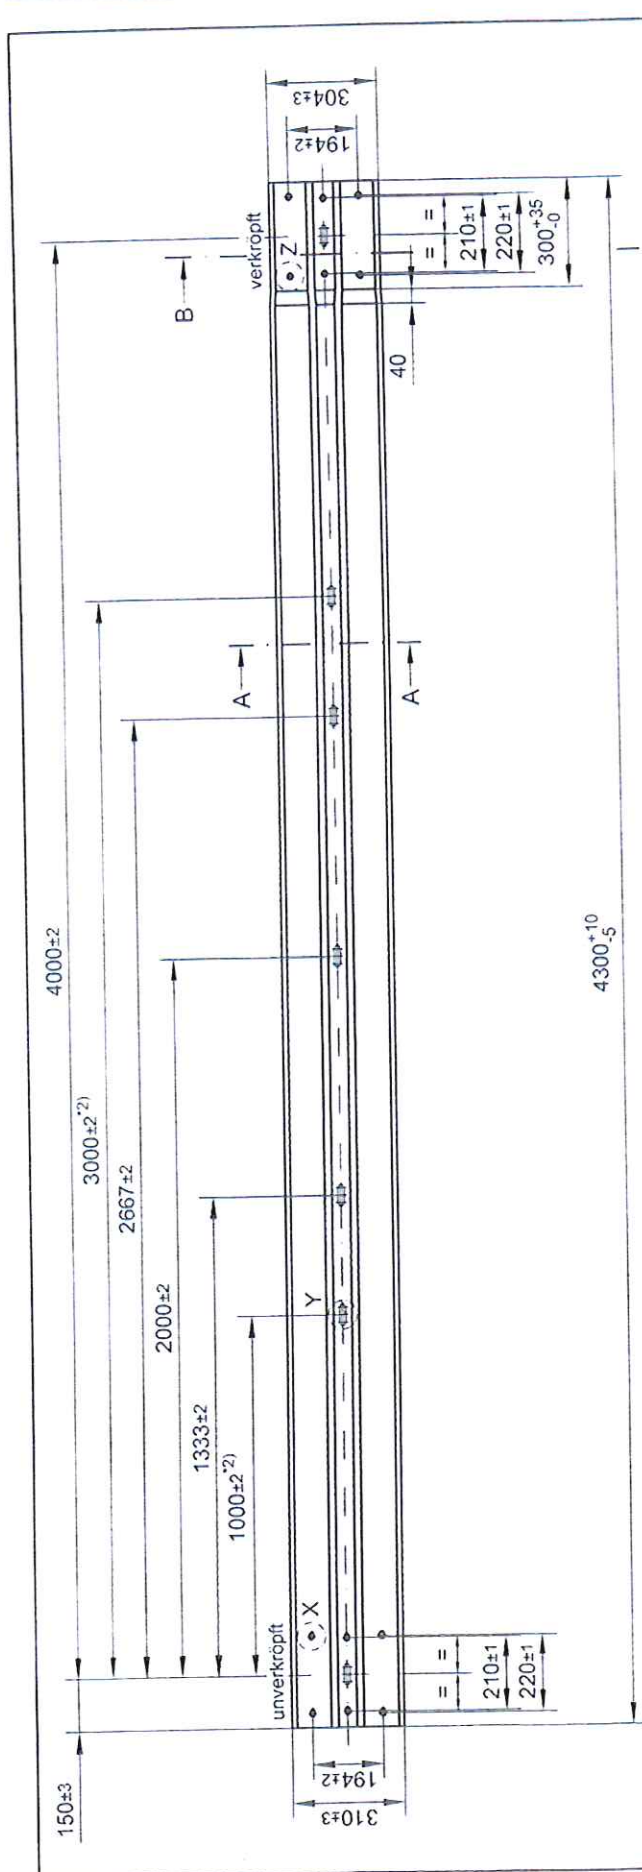 150±3
4000±2
3000±2*2)
2667±2
2000±2
1333±2
1000±2*2)
unverkröpft
verkröpft
X
Y
Z
B
A
A
310±3
194±2
304±3
194±2
=
=
210±1
220±1
=
=
210±1
220±1
300+35-0
40
4300+10-5